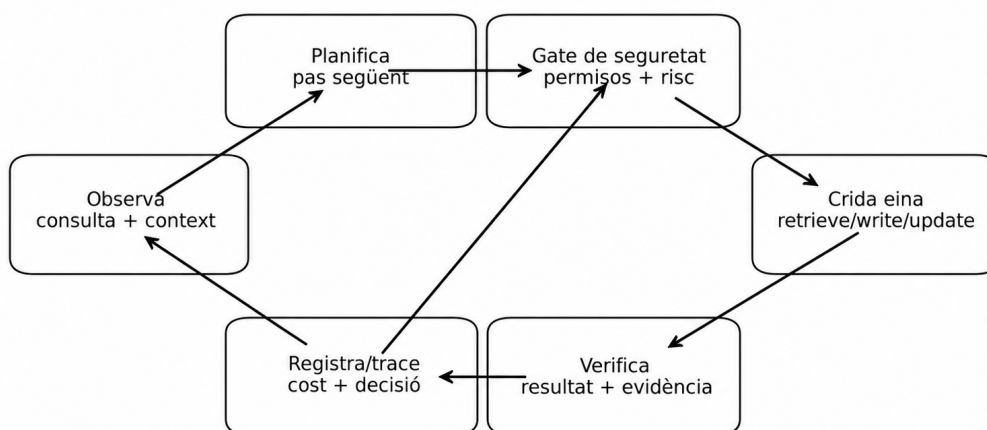 Planifica
pas següent
Gate de seguretat
permisos + risc
Observa
consulta + context
Crida eina
retrieve/write/update
Registra/trace
cost + decisió
Verifica
resultat + evidència